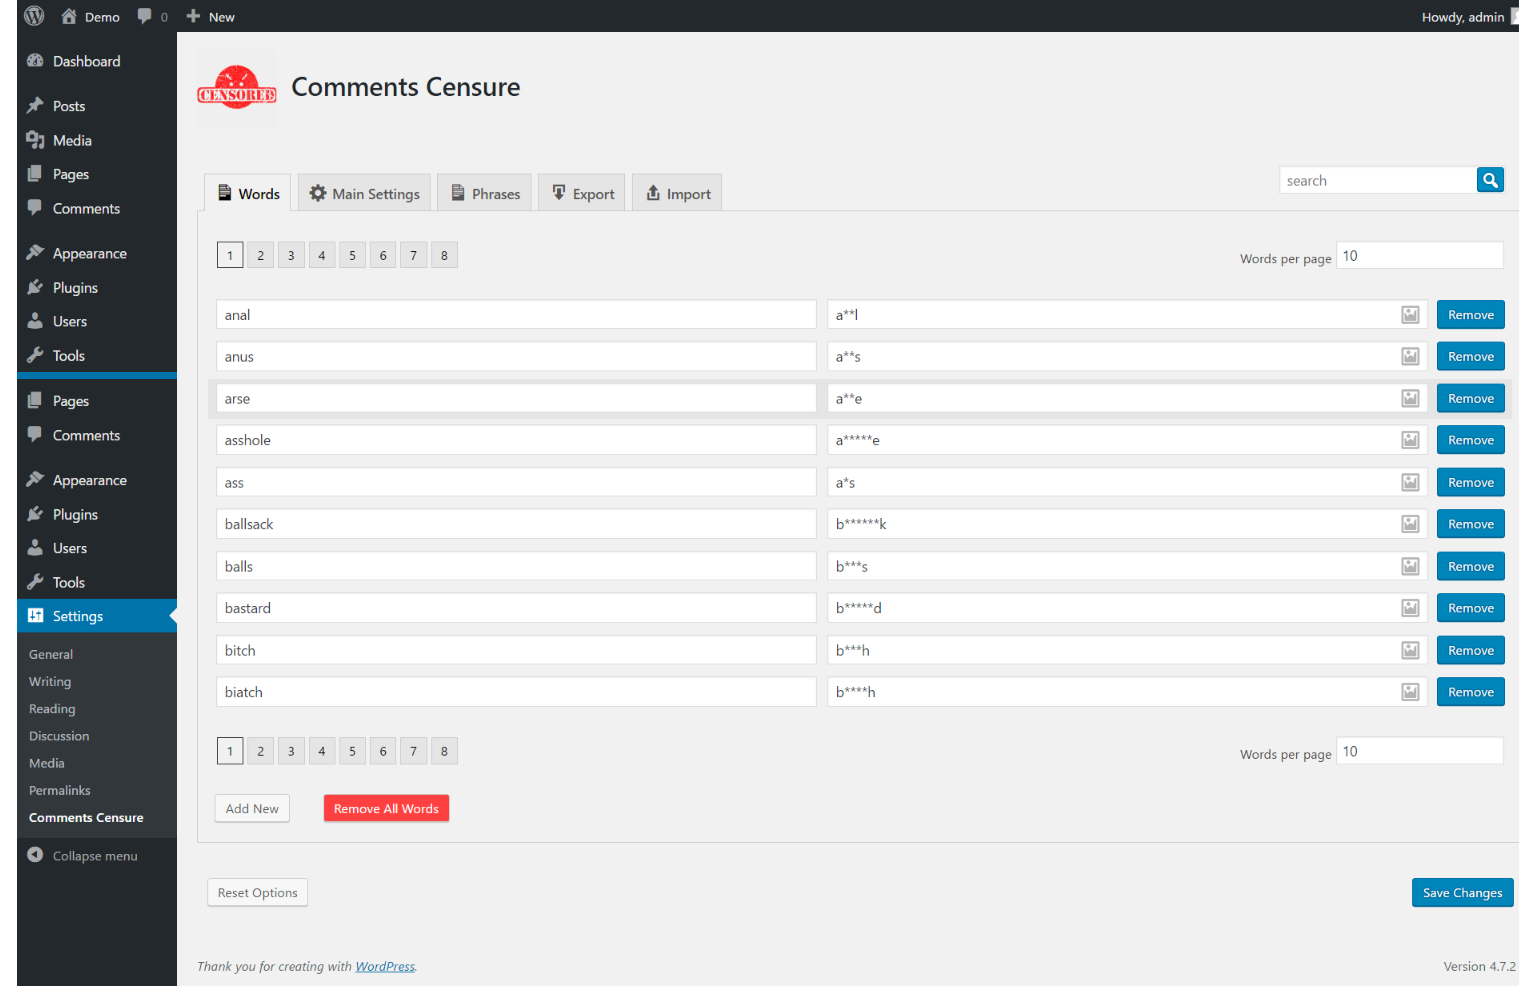 Demo 0 New Howdy, admin
Dashboard
Posts
Media
Pages
Comments
Appearance
Plugins
Users
Tools
Pages
Comments
Appearance
Plugins
Users
Tools
Settings
General
Writing
Reading
Discussion
Media
Permalinks
Comments Censure
Collapse menu
CENSORED
Comments Censure
Words Main Settings Phrases Export Import
search
1 2 3 4 5 6 7 8
Words per page 10
anal a**l Remove
anus a**s Remove
arse a**e Remove
asshole a*****e Remove
ass a*s Remove
ballsack b******k Remove
balls b***s Remove
bastard b*****d Remove
bitch b***h Remove
biatch b****h Remove
1 2 3 4 5 6 7 8
Words per page 10
Add New Remove All Words
Reset Options Save Changes
Thank you for creating with WordPress. Version 4.7.2